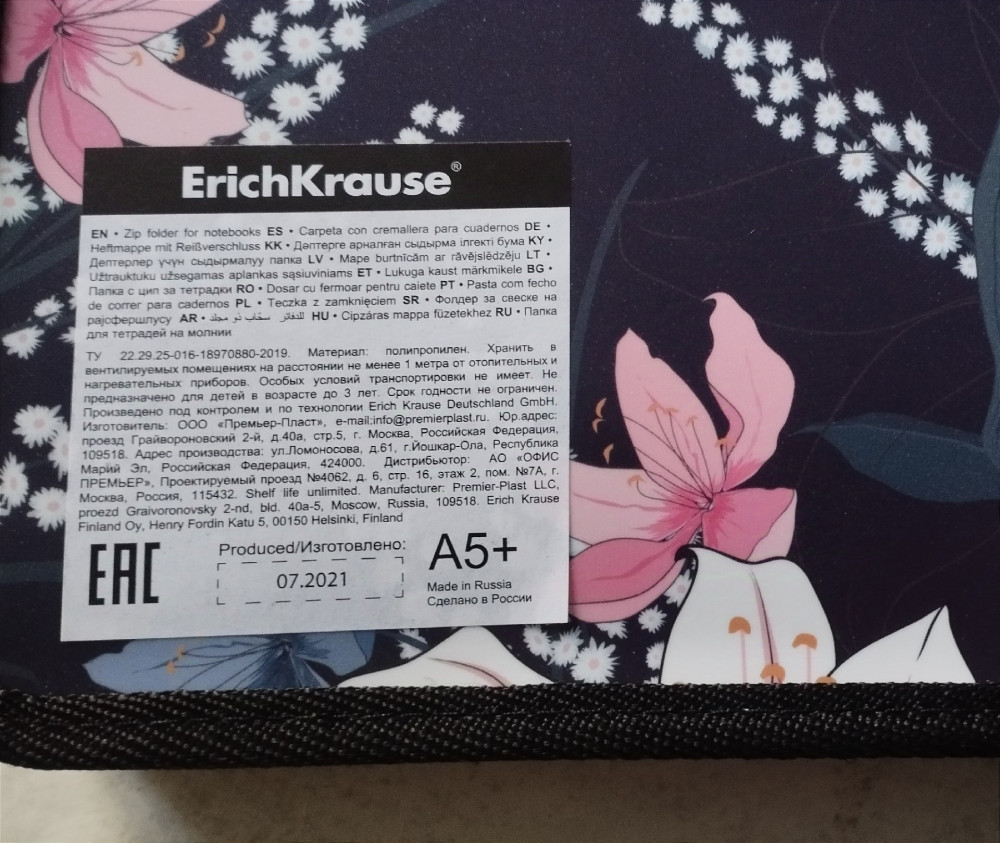 ErichKrause®
EN • Zip folder for notebooks ES • Carpeta con cremallera para cuadernos DE •
Heftmappe mit Reißverschluss KK • Дәптерге арналған сыдырма ілгекті бума KY •
Дептерлер үчүн сыдырмалуу папка LV • Mape burtnīcām ar rāvējslēdzēju LT •
Užtrauktuku užsegamas aplankas sąsiuviniams ET • Lukuga kaust märkmikele BG •
Папка с цип за тетрадки RO • Dosar cu fermoar pentru caiete PT • Pasta com fecho
de correr para cadernos PL • Teczka z zamknięciem SR • Фолдер за свеске на
рајсфершлусу AR • للدفاتر سحّاب ذو مجلد HU • Cipzáras mappa füzetekhez RU • Папка
для тетрадей на молнии
ТУ 22.29.25-016-18970880-2019. Материал: полипропилен. Хранить в
вентилируемых помещениях на расстоянии не менее 1 метра от отопительных и
нагревательных приборов. Особых условий транспортировки не имеет. Не
предназначено для детей в возрасте до 3 лет. Срок годности не ограничен.
Произведено под контролем и по технологии Erich Krause Deutschland GmbH.
Изготовитель: ООО «Премьер-Пласт», e-mail:info@premierplast.ru. Юр.адрес:
проезд Грайвороновский 2-й, д.40а, стр.5, г. Москва, Российская Федерация,
109518. Адрес производства: ул.Ломоносова, д.61, г.Йошкар-Ола, Республика
Марий Эл, Российская Федерация, 424000. Дистрибьютор: АО «ОФИС
ПРЕМЬЕР», Проектируемый проезд №4062, д. 6, стр. 16, этаж 2, пом. №7А, г.
Москва, Россия, 115432. Shelf life unlimited. Manufacturer: Premier-Plast LLC,
proezd Graivoronovsky 2-nd, bld. 40a-5, Moscow, Russia, 109518. Erich Krause
Finland Oy, Henry Fordin Katu 5, 00150 Helsinki, Finland
EAC
Produced/Изготовлено:
07.2021
A5+
Made in Russia
Сделано в России